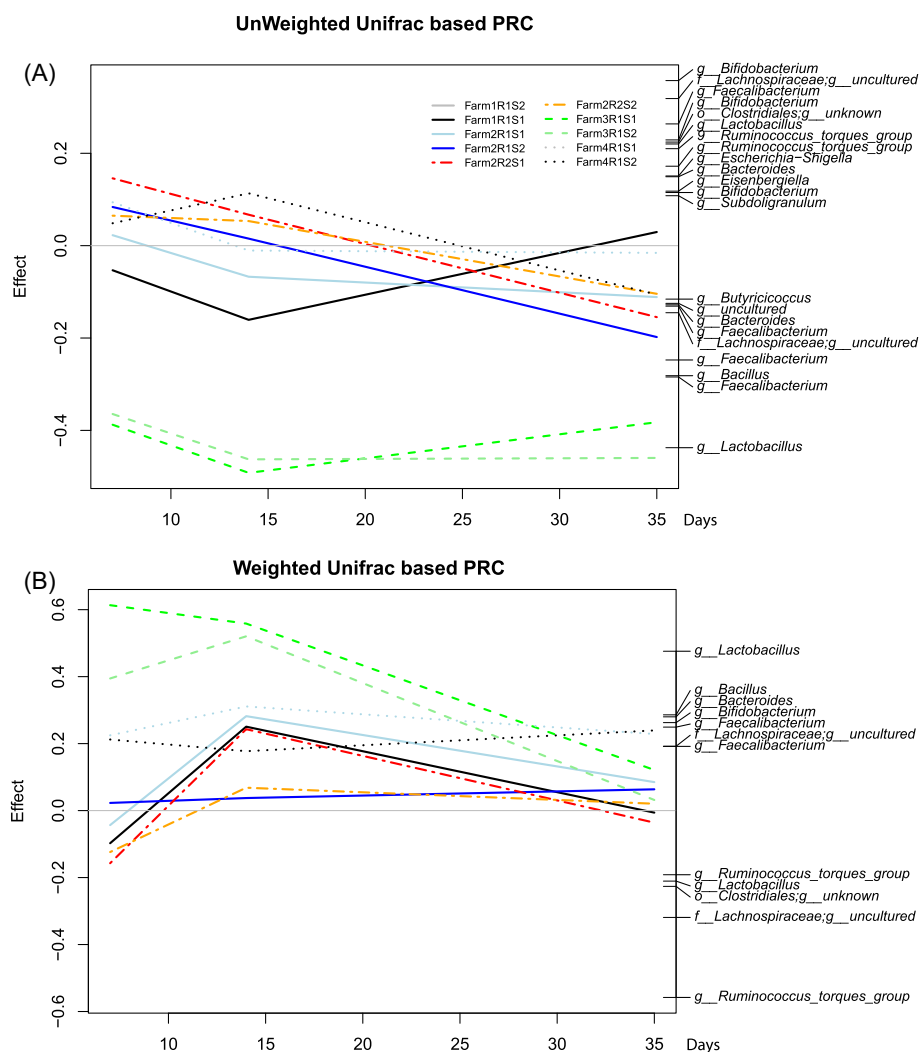 UnWeighted Unifrac based PRC
(A)
Farm1R1S2
Farm1R1S1
Farm2R1S1
Farm2R1S2
Farm2R2S1
Farm2R2S2
Farm3R1S1
Farm3R1S2
Farm4R1S1
Farm4R1S2
Effect
0.2
0.0
−0.2
−0.4
10
15
20
25
30
35
Days
g__Bifidobacterium
f__Lachnospiraceae;g__uncultured
g_Faecalibacterium
g__Bifidobacterium
o__Clostridiales;g__unknown
g__Lactobacillus
g__Ruminococcus_torques_group
g__Ruminococcus_torques_group
g__Escherichia−Shigella
g__Bacteroides
g__Eisenbergiella
g__Bifidobacterium
g__Subdoligranulum
g__Butyricicoccus
g__uncultured
g__Bacteroides
g__Faecalibacterium
f__Lachnospiraceae;g__uncultured
g__Faecalibacterium
g__Bacillus
g__Faecalibacterium
g__Lactobacillus
Weighted Unifrac based PRC
(B)
Effect
0.6
0.4
0.2
0.0
−0.2
−0.4
−0.6
10
15
20
25
30
35
Days
g__Lactobacillus
g__Bacillus
g__Bacteroides
g__Bifidobacterium
g__Faecalibacterium
f__Lachnospiraceae;g__uncultured
g__Faecalibacterium
g__Ruminococcus_torques_group
g__Lactobacillus
o__Clostridiales;g__unknown
f__Lachnospiraceae;g__uncultured
g__Ruminococcus_torques_group